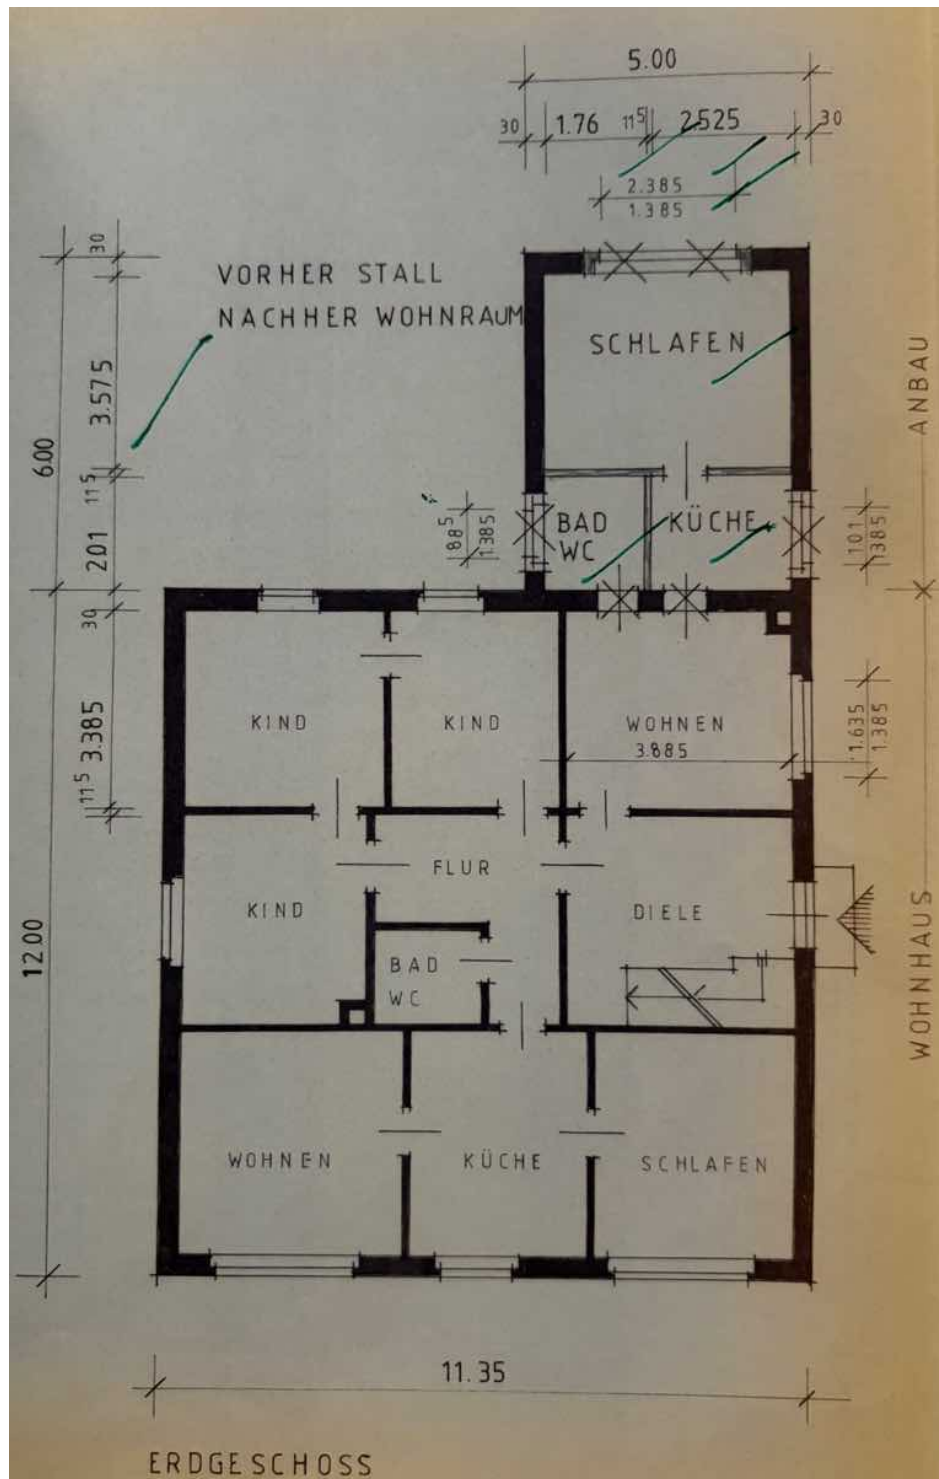 5.00
30 1.76 11⁵ 2.525 30
2.385
1.385
30
VORHER STALL
NACHHER WOHNRAUM
SCHLAFEN
ANBAU
3.575
6.00
11⁵
2.01
88⁵
1.385
BAD
WC
KÜCHE
1.01
1.385
30
3.385
11⁵
KIND
KIND
WOHNEN
3.885
1.635
1.385
FLUR
KIND
DIELE
BAD
WC
12.00
WOHNHAUS
WOHNEN
KÜCHE
SCHLAFEN
11.35
ERDGESCHOSS